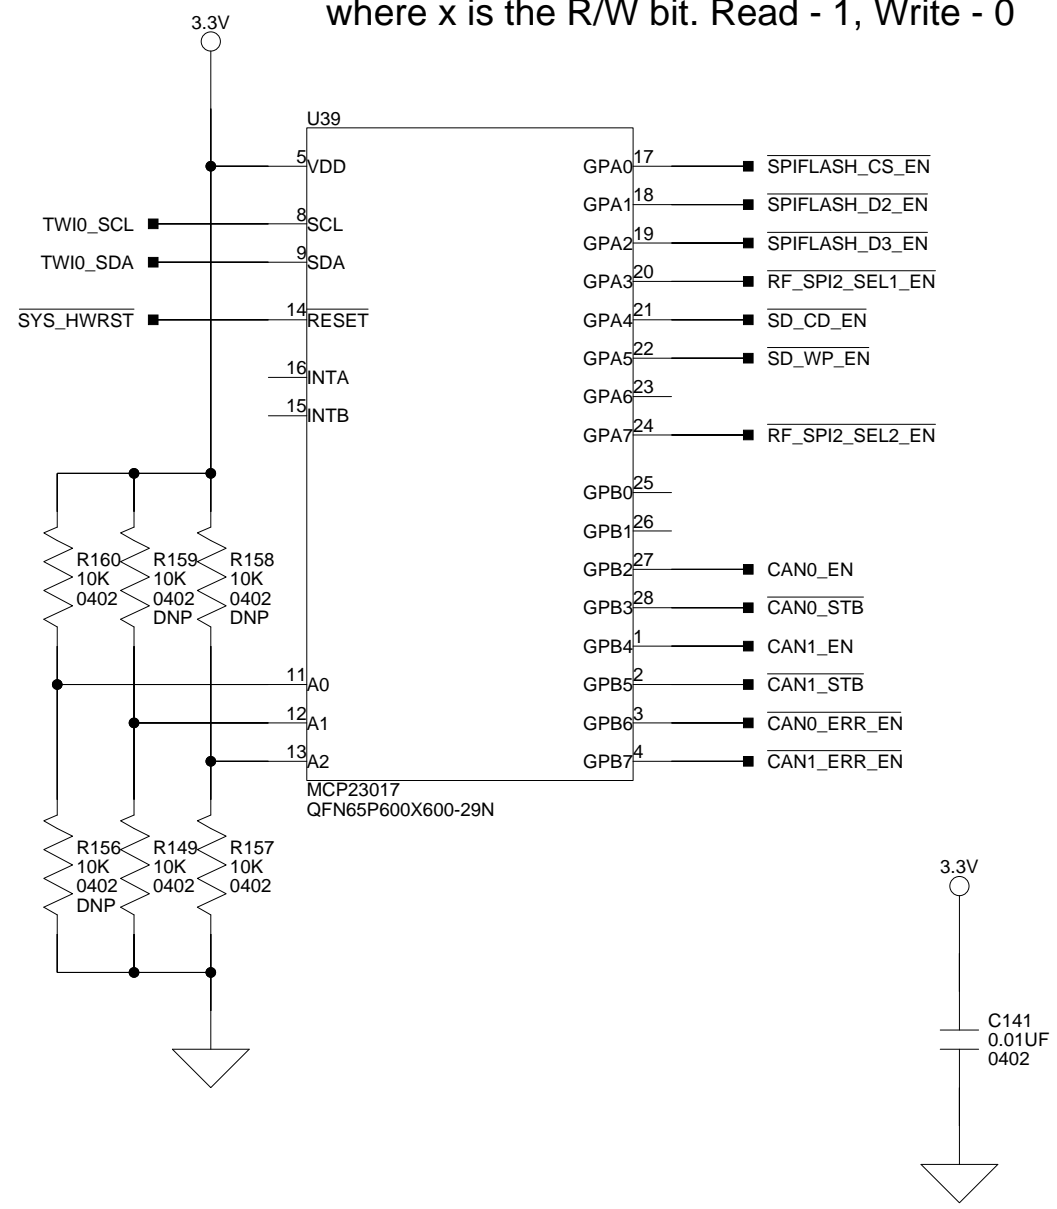 where x is the R/W bit. Read - 1, Write - 0
3.3V
U39
5 VDD
GPA0 17 SPIFLASH_CS_EN
GPA1 18 SPIFLASH_D2_EN
TWI0_SCL 8 SCL
GPA2 19 SPIFLASH_D3_EN
TWI0_SDA 9 SDA
GPA3 20 RF_SPI2_SEL1_EN
SYS_HWRST 14 RESET
GPA4 21 SD_CD_EN
GPA5 22 SD_WP_EN
16 INTA
GPA6 23
15 INTB
GPA7 24 RF_SPI2_SEL2_EN
GPB0 25
GPB1 26
GPB2 27 CAN0_EN
GPB3 28 CAN0_STB
GPB4 1 CAN1_EN
GPB5 2 CAN1_STB
GPB6 3 CAN0_ERR_EN
GPB7 4 CAN1_ERR_EN
R160
10K
0402
R159
10K
0402
DNP
R158
10K
0402
DNP
11 A0
12 A1
13 A2
MCP23017
QFN65P600X600-29N
R156
10K
0402
DNP
R149
10K
0402
R157
10K
0402
3.3V
C141
0.01UF
0402